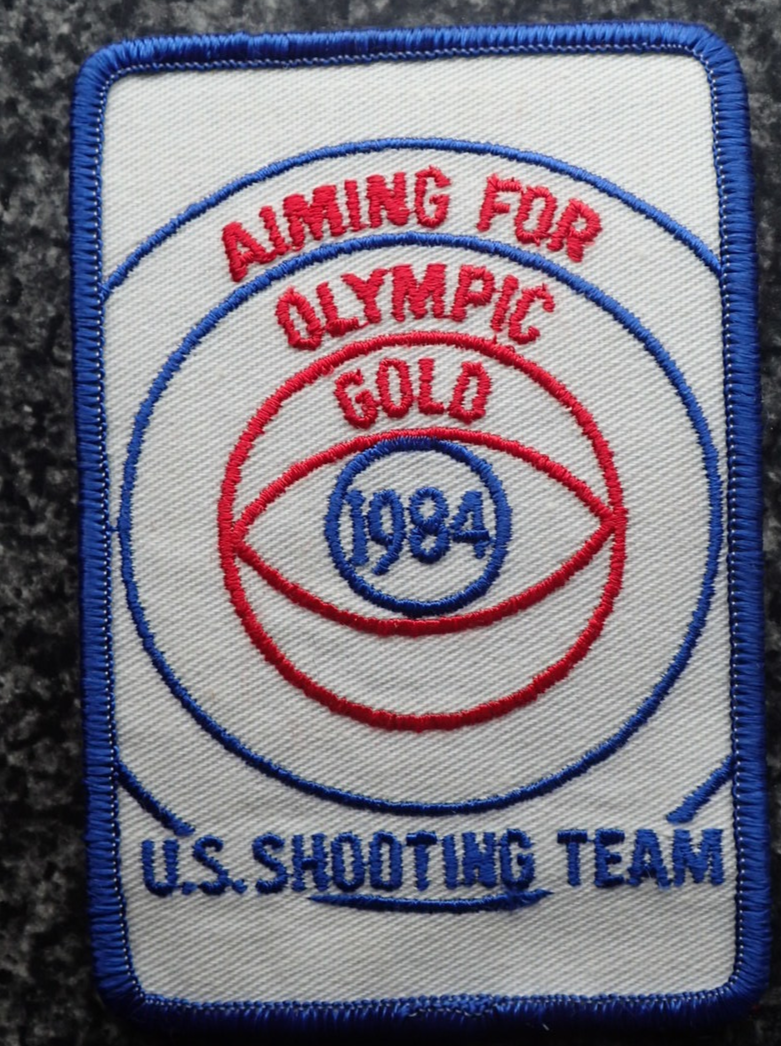 AIMING FOR
OLYMPIC
GOLD
1984
U.S. SHOOTING TEAM